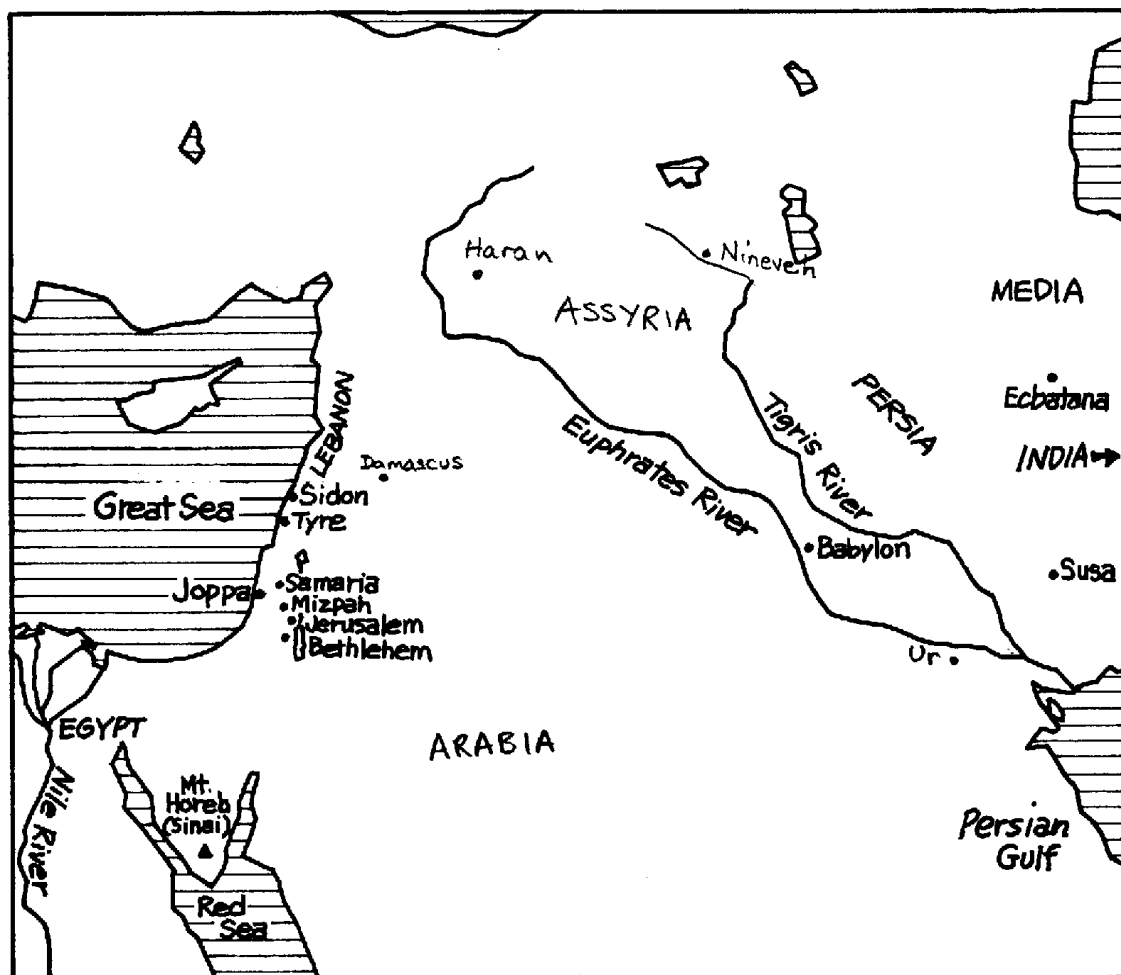 Haran
Nineveh
ASSYRIA
MEDIA
Ecbatana
PERSIA
INDIA
LEBANON
Damascus
Tigris River
Euphrates River
Great Sea
Sidon
Tyre
Babylon
Susa
Joppa
Samaria
Mizpah
Jerusalem
Bethlehem
Ur
EGYPT
ARABIA
Nile River
Mt.
Horeb
(Sinai)
Persian
Gulf
Red
Sea